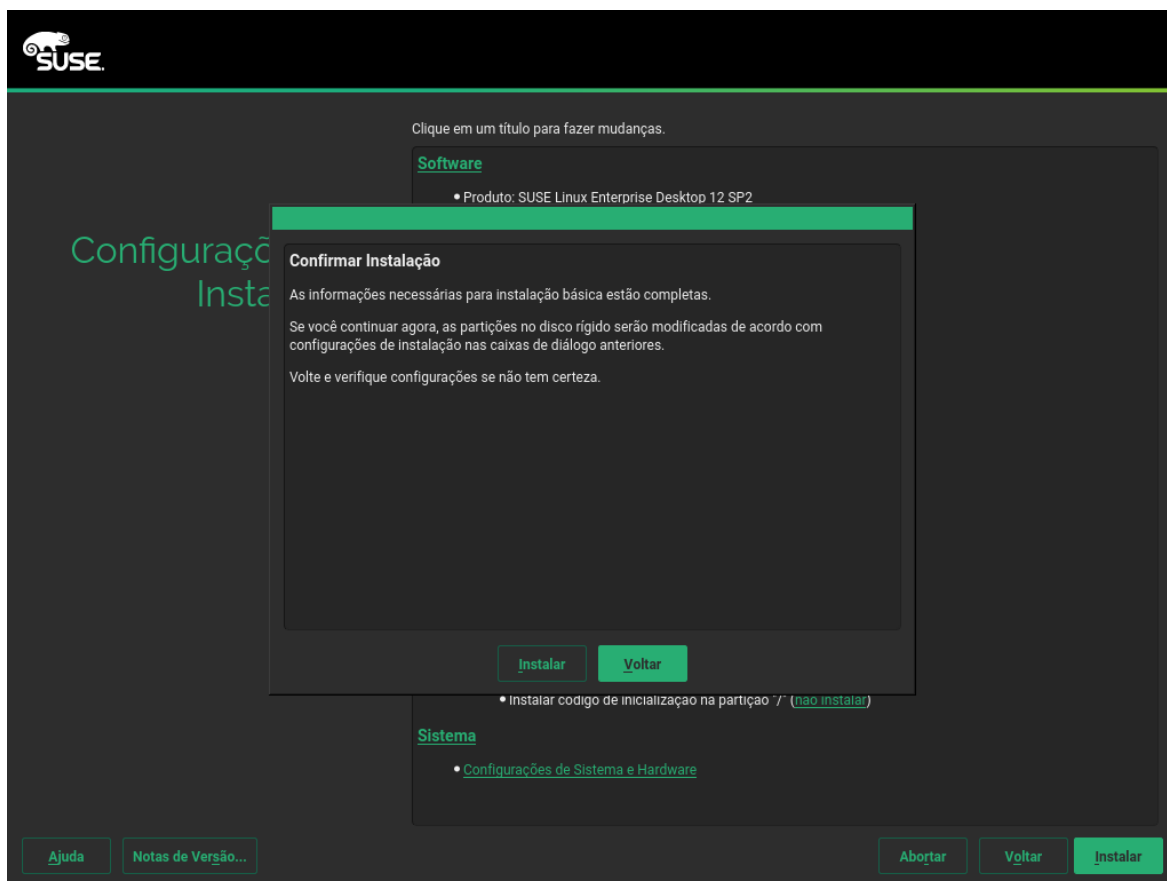 SUSE.
Clique em um título para fazer mudanças.
Software
• Produto: SUSE Linux Enterprise Desktop 12 SP2
Confirmar Instalação
As informações necessárias para instalação básica estão completas.
Se você continuar agora, as partições no disco rígido serão modificadas de acordo com
configurações de instalação nas caixas de diálogo anteriores.
Volte e verifique configurações se não tem certeza.
Instalar
Voltar
• Instalar código de inicialização na partição "/" (não instalar)
Sistema
• Configurações de Sistema e Hardware
Ajuda
Notas de Versão...
Abortar
Voltar
Instalar